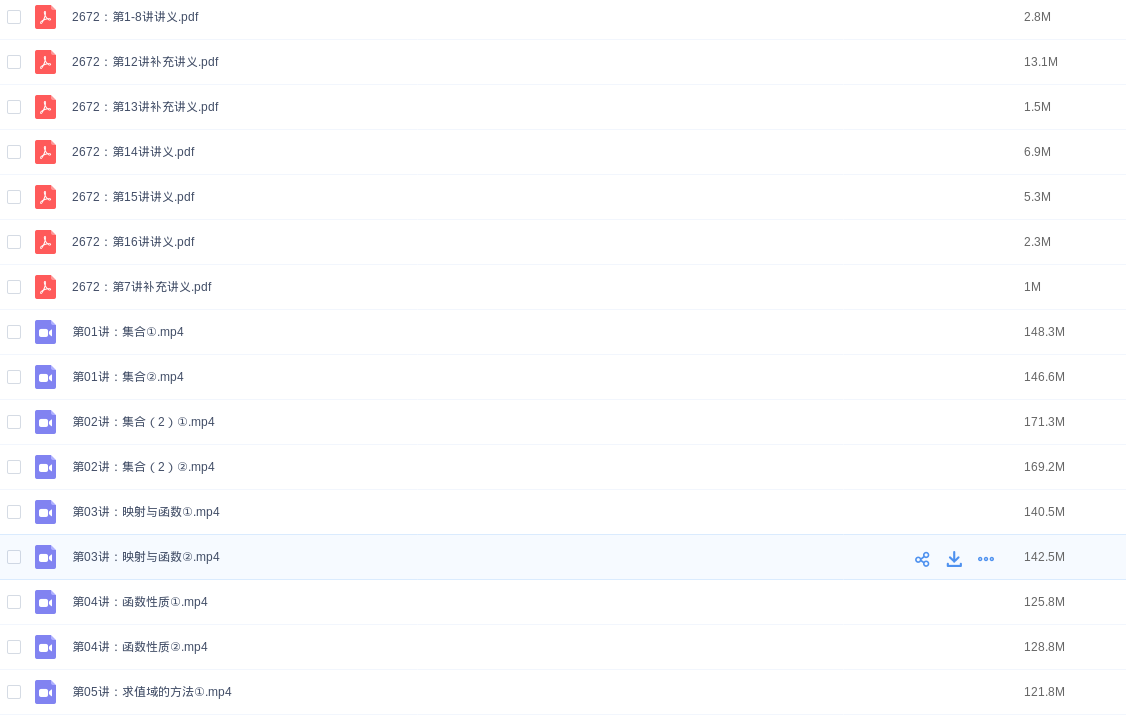 2672：第1-8讲讲义.pdf 2.8M
2672：第12讲补充讲义.pdf 13.1M
2672：第13讲补充讲义.pdf 1.5M
2672：第14讲讲义.pdf 6.9M
2672：第15讲讲义.pdf 5.3M
2672：第16讲讲义.pdf 2.3M
2672：第7讲补充讲义.pdf 1M
第01讲：集合①.mp4 148.3M
第01讲：集合②.mp4 146.6M
第02讲：集合（2）①.mp4 171.3M
第02讲：集合（2）②.mp4 169.2M
第03讲：映射与函数①.mp4 140.5M
第03讲：映射与函数②.mp4 142.5M
第04讲：函数性质①.mp4 125.8M
第04讲：函数性质②.mp4 128.8M
第05讲：求值域的方法①.mp4 121.8M